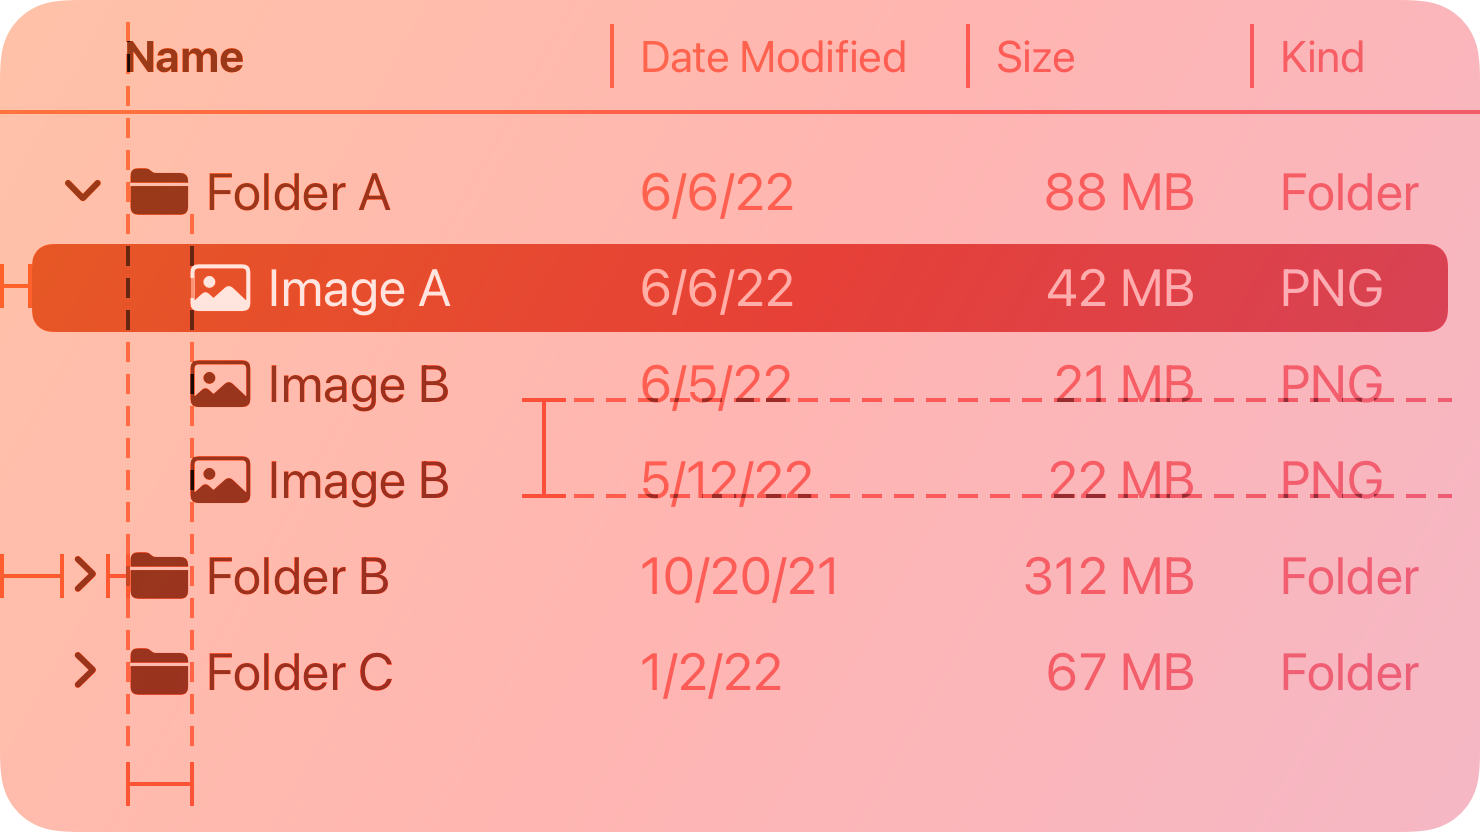 Name Date Modified Size Kind
Folder A 6/6/22 88 MB Folder
Image A 6/6/22 42 MB PNG
Image B 6/5/22 21 MB PNG
Image B 5/12/22 22 MB PNG
Folder B 10/20/21 312 MB Folder
Folder C 1/2/22 67 MB Folder